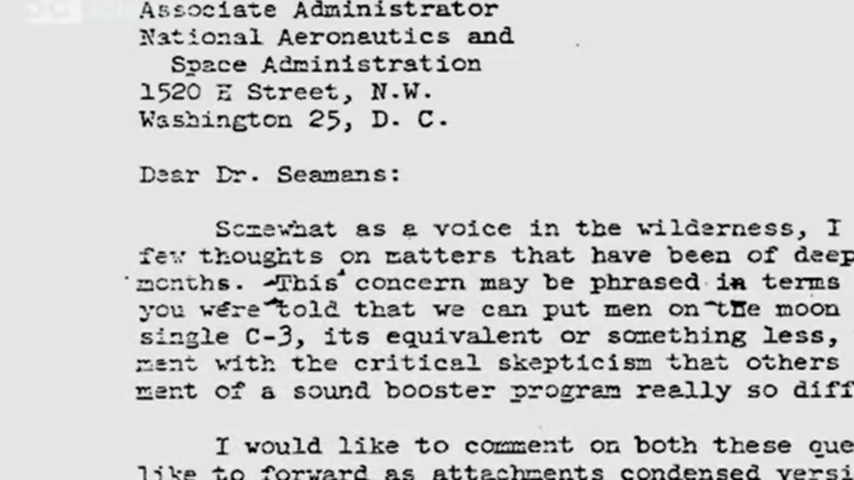 Associate Administrator
National Aeronautics and
Space Administration
1520 H Street, N.W.
Washington 25, D. C.
Dear Dr. Seamans:
Somewhat as a voice in the wilderness, I
few thoughts on matters that have been of deep
months. This concern may be phrased in terms
you were told that we can put men on the moon
single C-3, its equivalent or something less,
ment with the critical skepticism that others
ment of a sound booster program really so diff
I would like to comment on both these que
like to forward as attachments condensed versi